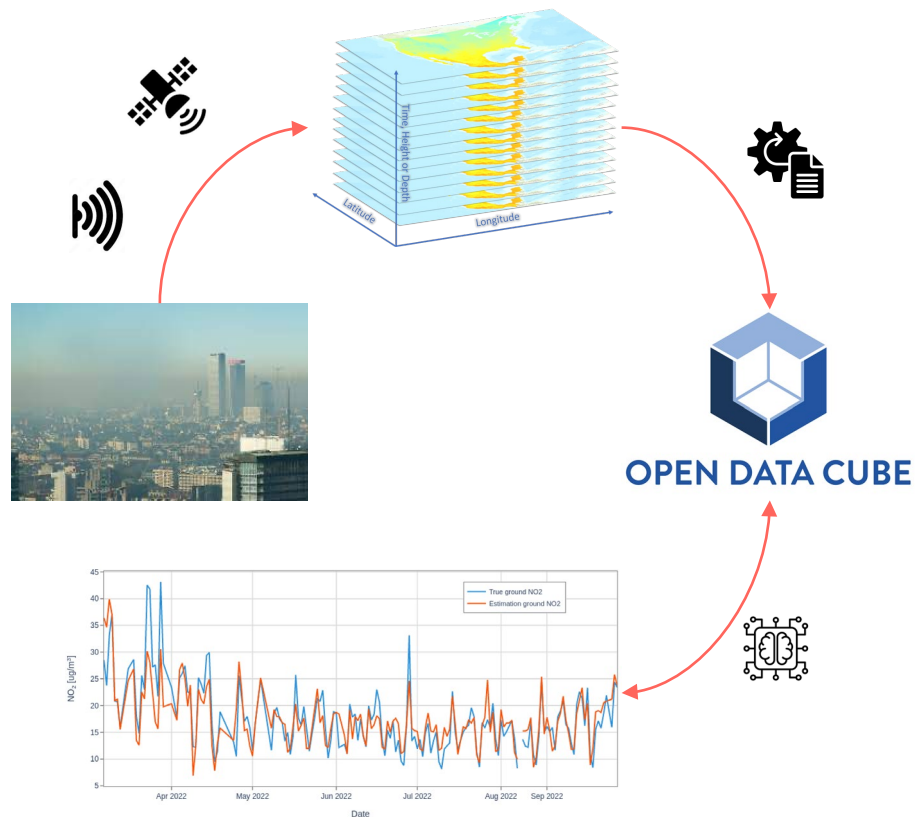 Time, Height or Depth
Latitude
Longitude
OPEN DATA CUBE
45
40
35
30
25
20
15
10
5
NO₂ [ug/m³]
True ground NO2
Estimation ground NO2
Apr 2022
May 2022
Jun 2022
Jul 2022
Aug 2022
Sep 2022
Date